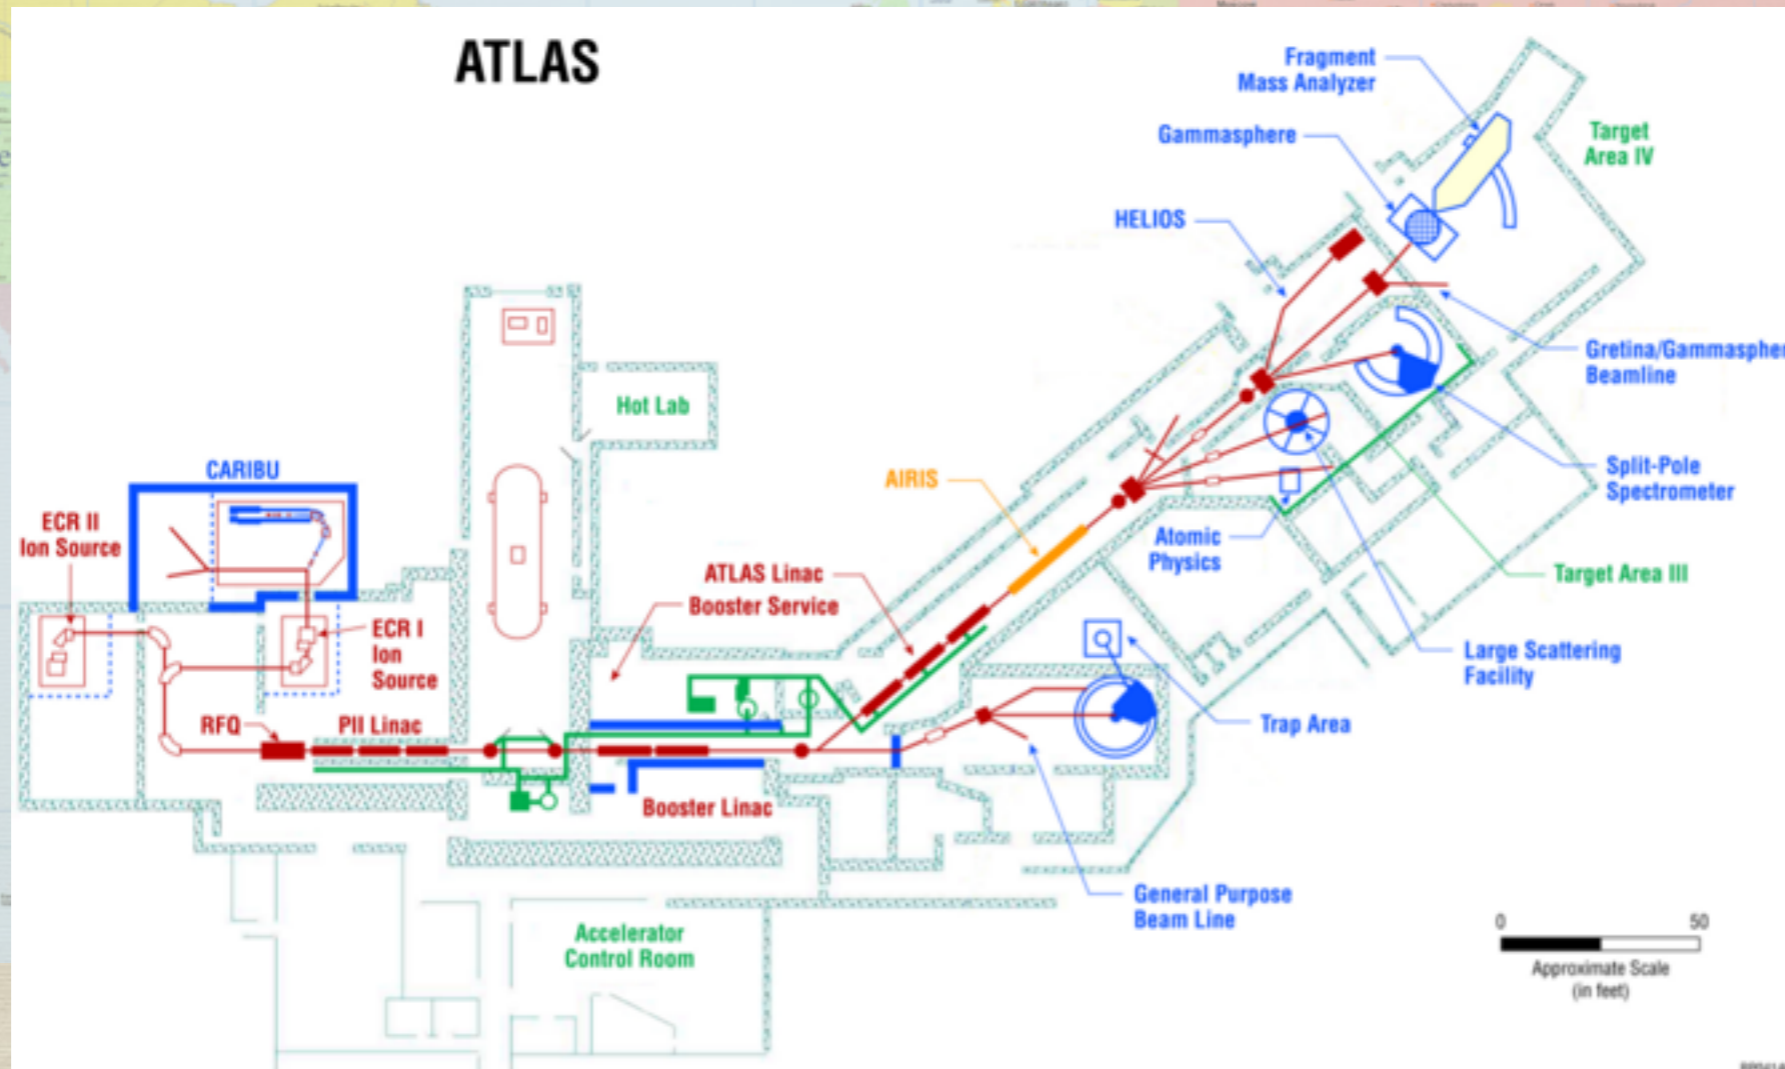 ATLAS
Fragment
Mass Analyzer
Gammasphere
Target
Area IV
HELIOS
Gretina/Gammaspher
Beamline
Hot Lab
CARIBU
AIRIS
Split-Pole
Spectrometer
ECR II
Ion Source
Atomic
Physics
ATLAS Linac
Booster Service
Target Area III
ECR I
Ion
Source
Large Scattering
Facility
RFQ
PII Linac
Trap Area
Booster Linac
General Purpose
Beam Line
Accelerator
Control Room
0 50
Approximate Scale
(in feet)